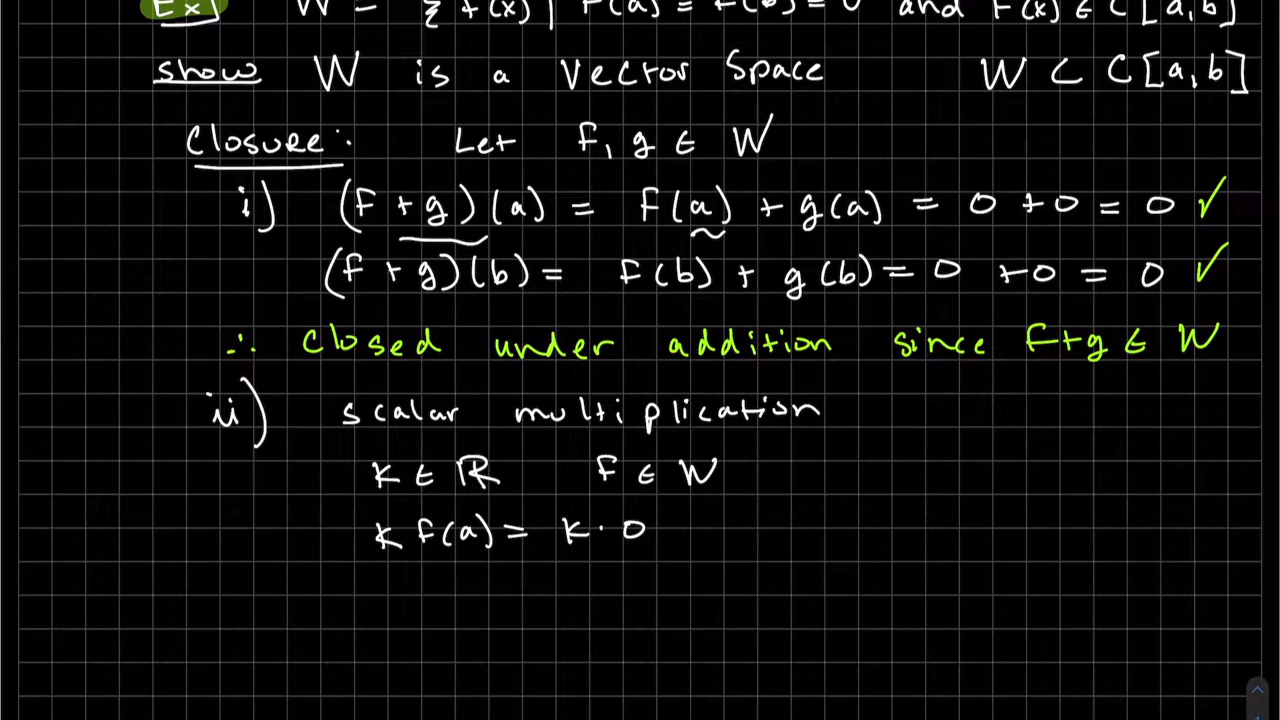 Ex] W = { f(x) | f(a) = f(b) = 0 and f(x) ∈ C[a,b]
show W is a Vector Space W ⊂ C[a,b]
Closure: Let f, g ∈ W
i) (f+g)(a) = f(a) + g(a) = 0 + 0 = 0 ✓
(f+g)(b) = f(b) + g(b) = 0 + 0 = 0 ✓
∴ closed under addition since f+g ∈ W
ii) scalar multiplication
k ∈ ℝ f ∈ W
k f(a) = k · 0